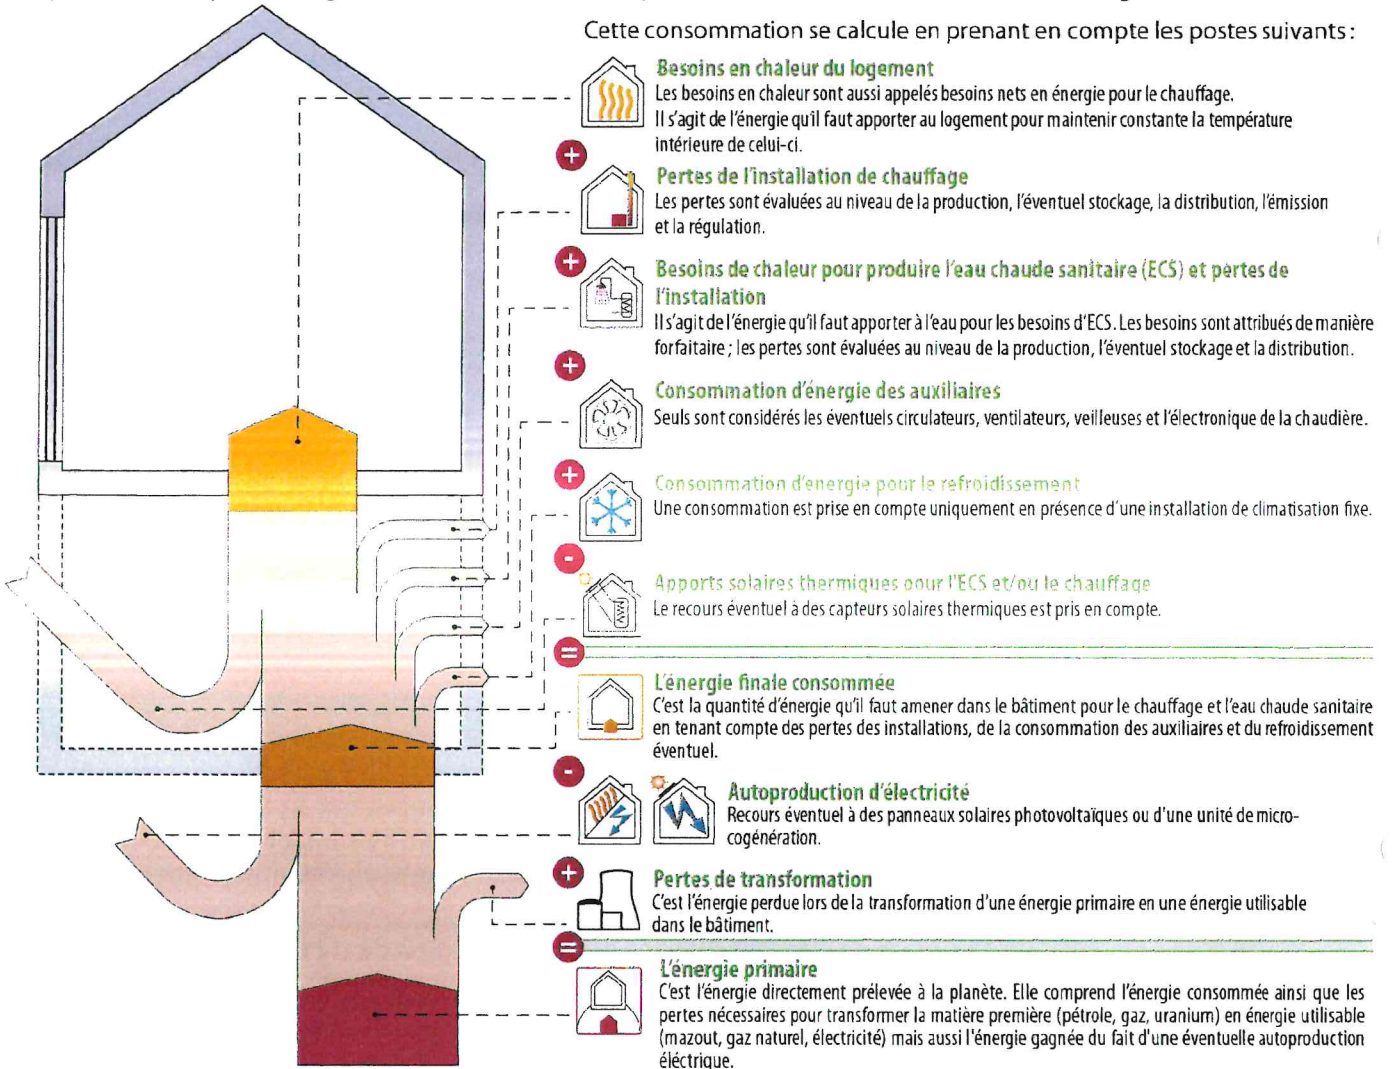 Cette consommation se calcule en prenant en compte les postes suivants :
Besoins en chaleur du logement
Les besoins en chaleur sont aussi appelés besoins nets en énergie pour le chauffage.
Il s'agit de l'énergie qu'il faut apporter au logement pour maintenir constante la température
intérieure de celui-ci.
+
Pertes de l'installation de chauffage
Les pertes sont évaluées au niveau de la production, l'éventuel stockage, la distribution, l'émission
et la régulation.
+
Besoins de chaleur pour produire l'eau chaude sanitaire (ECS) et pertes de
l'installation
Il s'agit de l'énergie qu'il faut apporter à l'eau pour les besoins d'ECS. Les besoins sont attribués de manière
forfaitaire ; les pertes sont évaluées au niveau de la production, l'éventuel stockage et la distribution.
+
Consommation d'énergie des auxiliaires
Seuls sont considérés les éventuels circulateurs, ventilateurs, veilleuses et l'électronique de la chaudière.
+
Consommation d'energie pour le refroidissement
Une consommation est prise en compte uniquement en présence d'une installation de climatisation fixe.
-
Apports solaires thermiques pour l'ECS et/ou le chauffage
Le recours éventuel à des capteurs solaires thermiques est pris en compte.
=
L'énergie finale consommée
C'est la quantité d'énergie qu'il faut amener dans le bâtiment pour le chauffage et l'eau chaude sanitaire
en tenant compte des pertes des installations, de la consommation des auxiliaires et du refroidissement
éventuel.
-
Autoproduction d'électricité
Recours éventuel à des panneaux solaires photovoltaïques ou d'une unité de micro-
cogénération.
+
Pertes de transformation
C'est l'énergie perdue lors de la transformation d'une énergie primaire en une énergie utilisable
dans le bâtiment.
=
L'énergie primaire
C'est l'énergie directement prélevée à la planète. Elle comprend l'énergie consommée ainsi que les
pertes nécessaires pour transformer la matière première (pétrole, gaz, uranium) en énergie utilisable
(mazout, gaz naturel, électricité) mais aussi l'énergie gagnée du fait d'une éventuelle autoproduction
éléctrique.